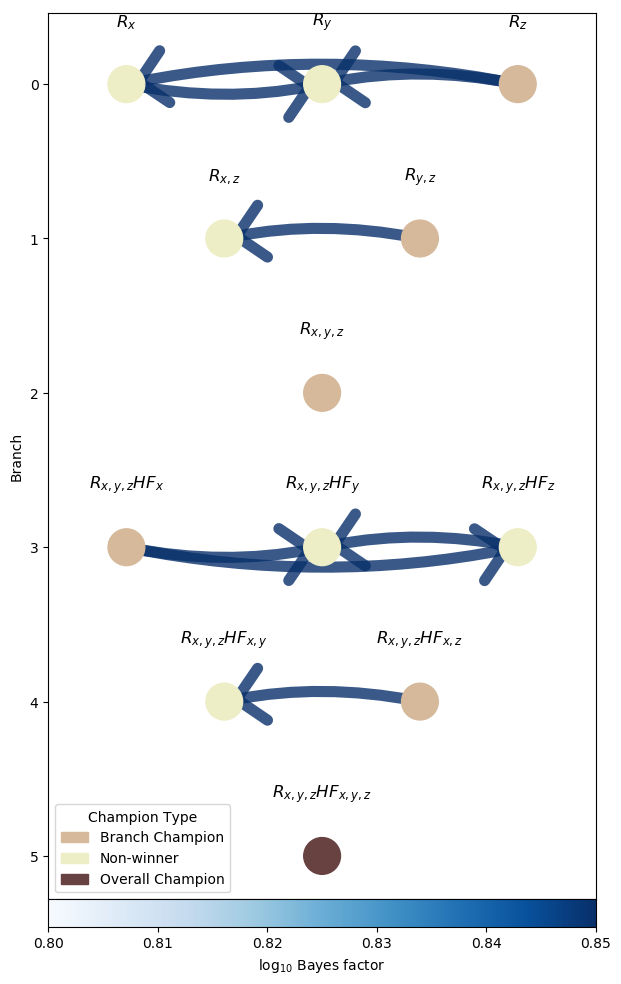 R_x R_y R_z
0
R_{x,z} R_{y,z}
1
R_{x,y,z}
2
Branch
R_{x,y,z}HF_x R_{x,y,z}HF_y R_{x,y,z}HF_z
3
R_{x,y,z}HF_{x,y} R_{x,y,z}HF_{x,z}
4
R_{x,y,z}HF_{x,y,z}
5
Champion Type
Branch Champion
Non-winner
Overall Champion
0.80 0.81 0.82 0.83 0.84 0.85
log₁₀ Bayes factor